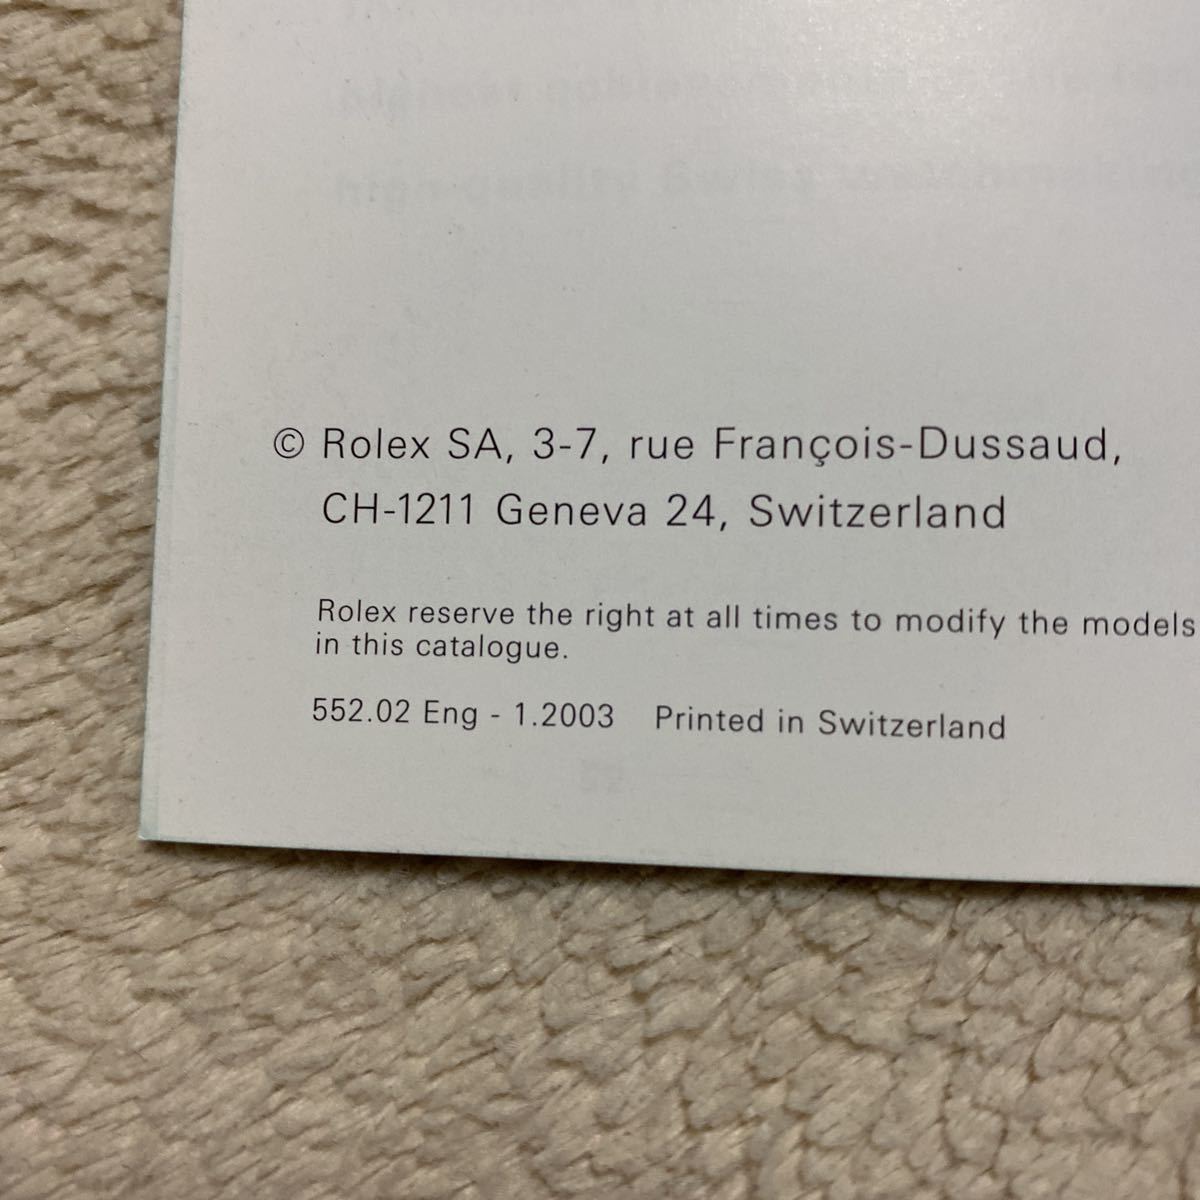 © Rolex SA, 3-7, rue François-Dussaud,
CH-1211 Geneva 24, Switzerland
Rolex reserve the right at all times to modify the models
in this catalogue.
552.02 Eng - 1.2003 Printed in Switzerland